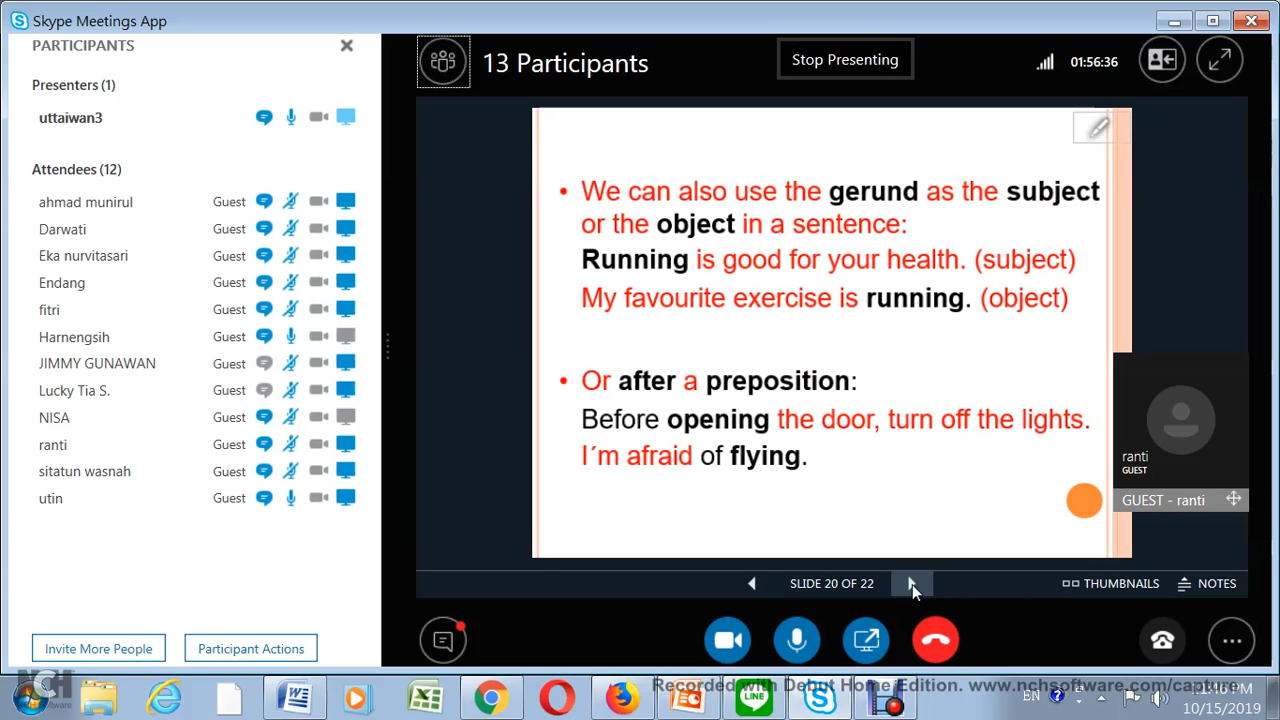 Skype Meetings App
PARTICIPANTS
Presenters (1)
uttaiwan3
Attendees (12)
ahmad munirul Guest
Darwati Guest
Eka nurvitasari Guest
Endang Guest
fitri Guest
Harnengsih Guest
JIMMY GUNAWAN Guest
Lucky Tia S. Guest
NISA Guest
ranti Guest
sitatun wasnah Guest
utin Guest
Invite More People
Participant Actions
13 Participants
Stop Presenting
01:56:36
• We can also use the gerund as the subject
or the object in a sentence:
Running is good for your health. (subject)
My favourite exercise is running. (object)
• Or after a preposition:
Before opening the door, turn off the lights.
I´m afraid of flying.
ranti
GUEST
GUEST - ranti
SLIDE 20 OF 22
THUMBNAILS
NOTES
NCH
Software
Recorded with Debut Home Edition. www.nchsoftware.com/capture
EN
11:46 PM
10/15/2019